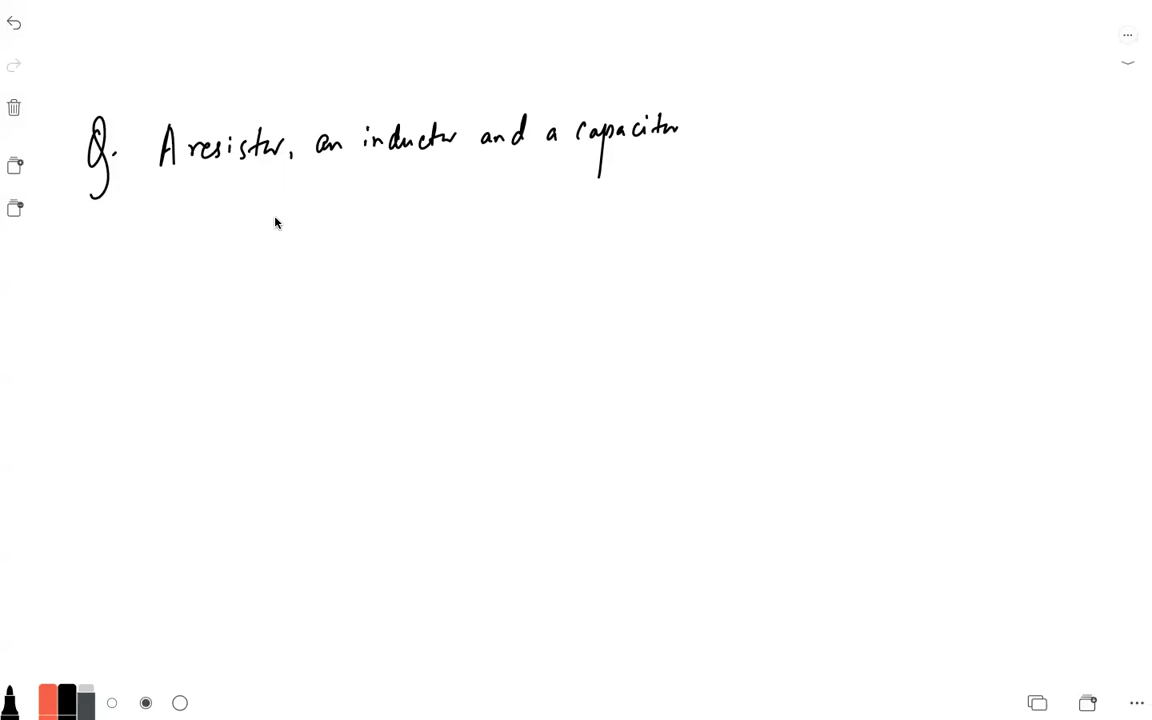 Q. A resistor, an inductor and a capacitor